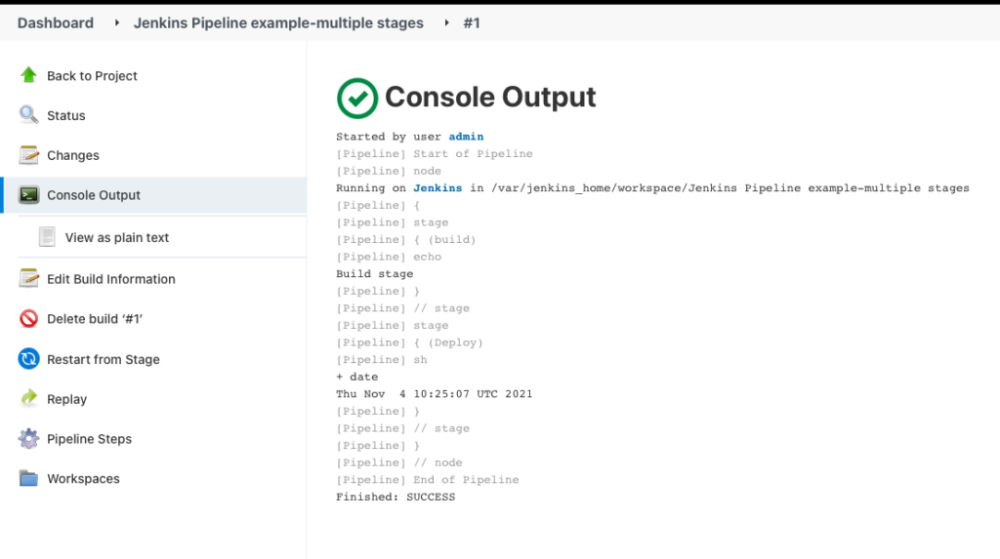 Dashboard ‣ Jenkins Pipeline example-multiple stages ‣ #1
Back to Project
Status
Changes
Console Output
View as plain text
Edit Build Information
Delete build ‘#1’
Restart from Stage
Replay
Pipeline Steps
Workspaces
Console Output
Started by user admin
[Pipeline] Start of Pipeline
[Pipeline] node
Running on Jenkins in /var/jenkins_home/workspace/Jenkins Pipeline example-multiple stages
[Pipeline] {
[Pipeline] stage
[Pipeline] { (build)
[Pipeline] echo
Build stage
[Pipeline] }
[Pipeline] // stage
[Pipeline] stage
[Pipeline] { (Deploy)
[Pipeline] sh
+ date
Thu Nov  4 10:25:07 UTC 2021
[Pipeline] }
[Pipeline] // stage
[Pipeline] }
[Pipeline] // node
[Pipeline] End of Pipeline
Finished: SUCCESS